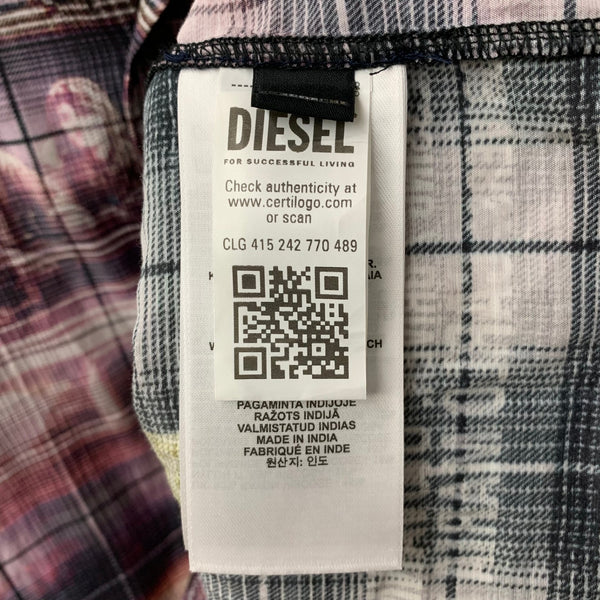 DIESEL
FOR SUCCESSFUL LIVING
Check authenticity at
www.certilogo.com
or scan
CLG 415 242 770 489
PAGAMINTA INDIJOJE
RAŽOTS INDIJĀ
VALMISTATUD INDIAS
MADE IN INDIA
FABRIQUÉ EN INDE
원산지: 인도